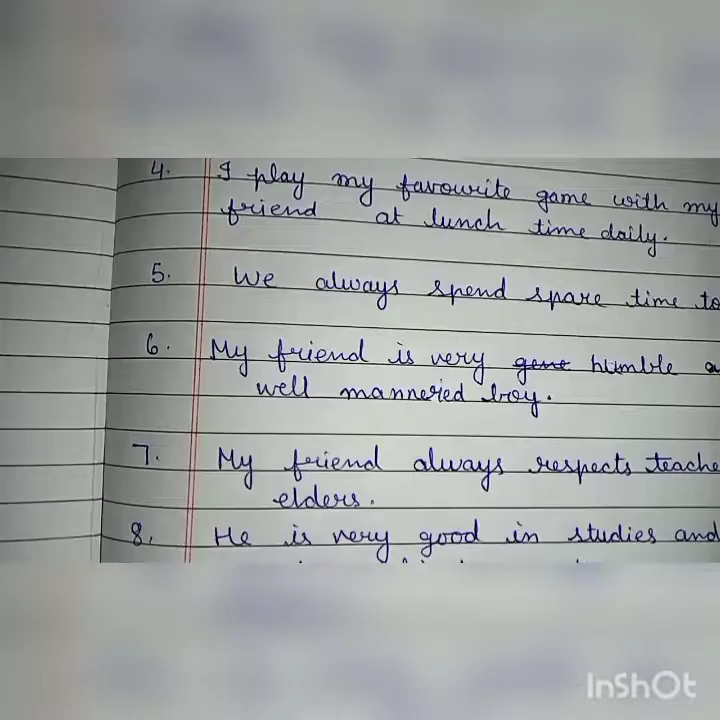 4. I play my favourite game with my
friend at lunch time daily.
5. We always spend spare time to
6. My friend is very humble a
well mannered boy.
7. My friend always respects teache
elders.
8. He is very good in studies and
InShOt